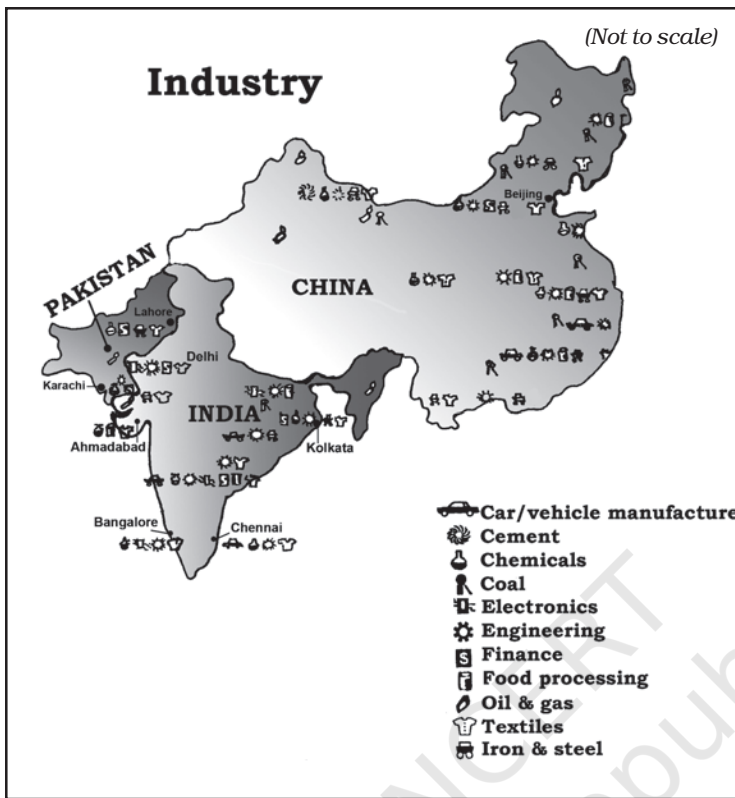 (Not to scale)
Industry
Beijing
PAKISTAN
CHINA
Lahore
Delhi
Karachi
INDIA
Ahmadabad
Kolkata
Bangalore
Chennai
Car/vehicle manufacture
Cement
Chemicals
Coal
Electronics
Engineering
Finance
Food processing
Oil & gas
Textiles
Iron & steel
NCERT